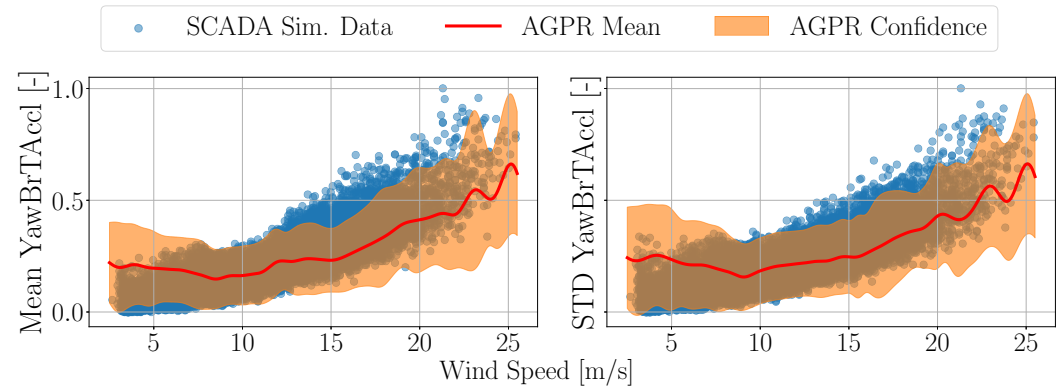 SCADA Sim. Data AGPR Mean AGPR Confidence
Mean YawBrTAccl [-]
1.0
0.5
0.0
5 10 15 20 25
STD YawBrTAccl [-]
5 10 15 20 25
Wind Speed [m/s]